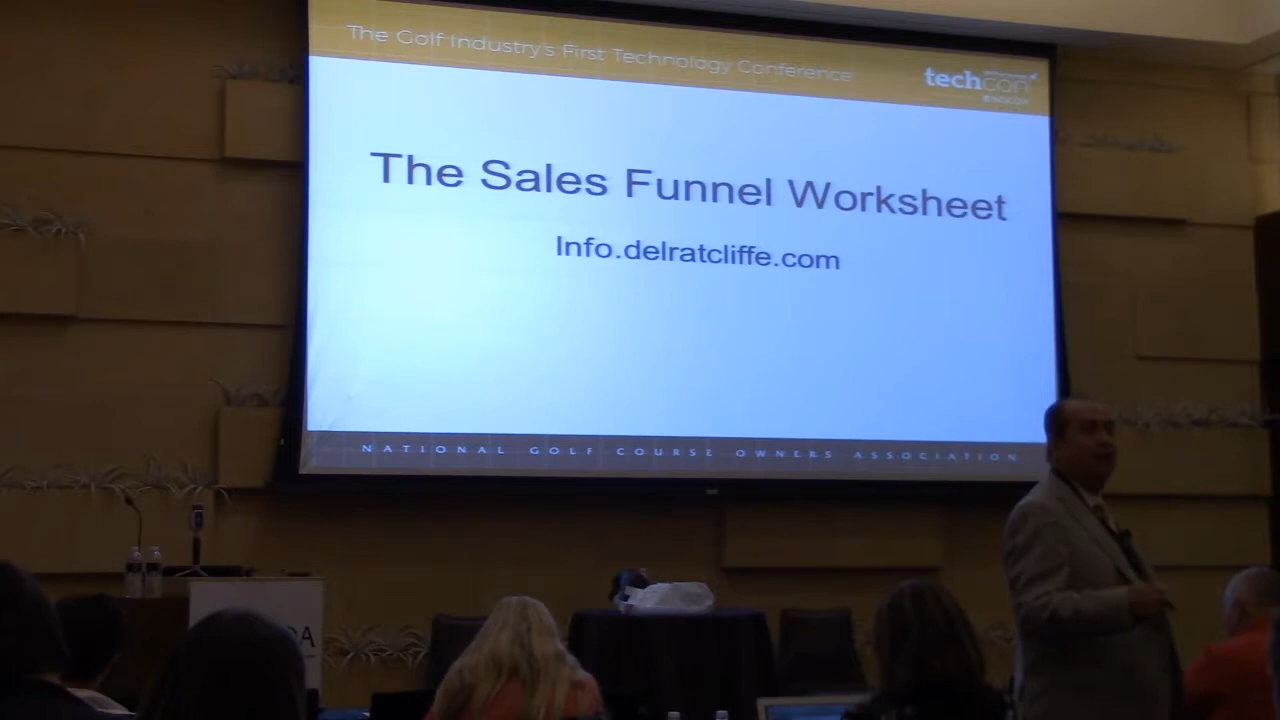 The Golf Industry's First Technology Conference
techcon
The Sales Funnel Worksheet
Info.delratcliffe.com
NATIONAL GOLF COURSE OWNERS ASSOCIATION